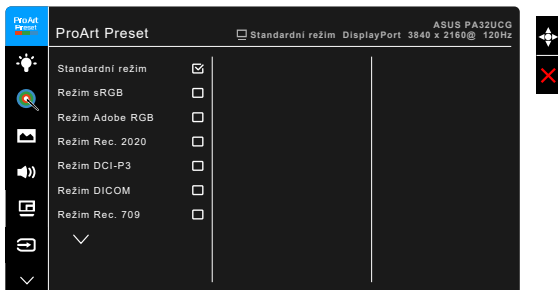 ProArt
Preset
ProArt Preset
ASUS PA32UCG
Standardní režim DisplayPort 3840 x 2160@ 120Hz
Standardní režim
Režim sRGB
Režim Adobe RGB
Režim Rec. 2020
Režim DCI-P3
Režim DICOM
Režim Rec. 709